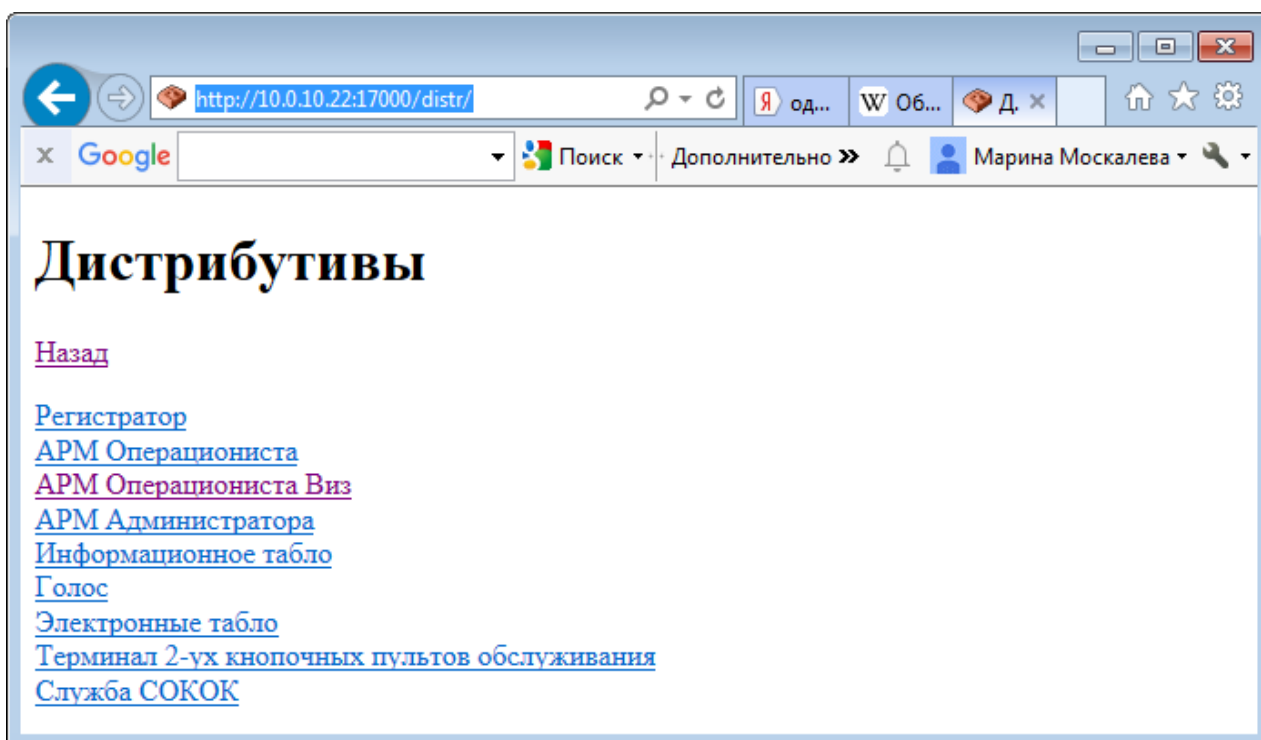 http://10.0.10.22:17000/distr/
од...
W Об...
Д.
Google
Поиск
Дополнительно »
Марина Москалева
Дистрибутивы
Назад
Регистратор
АРМ Операциониста
АРМ Операциониста Виз
АРМ Администратора
Информационное табло
Голос
Электронные табло
Терминал 2-ух кнопочных пультов обслуживания
Служба СОКОК